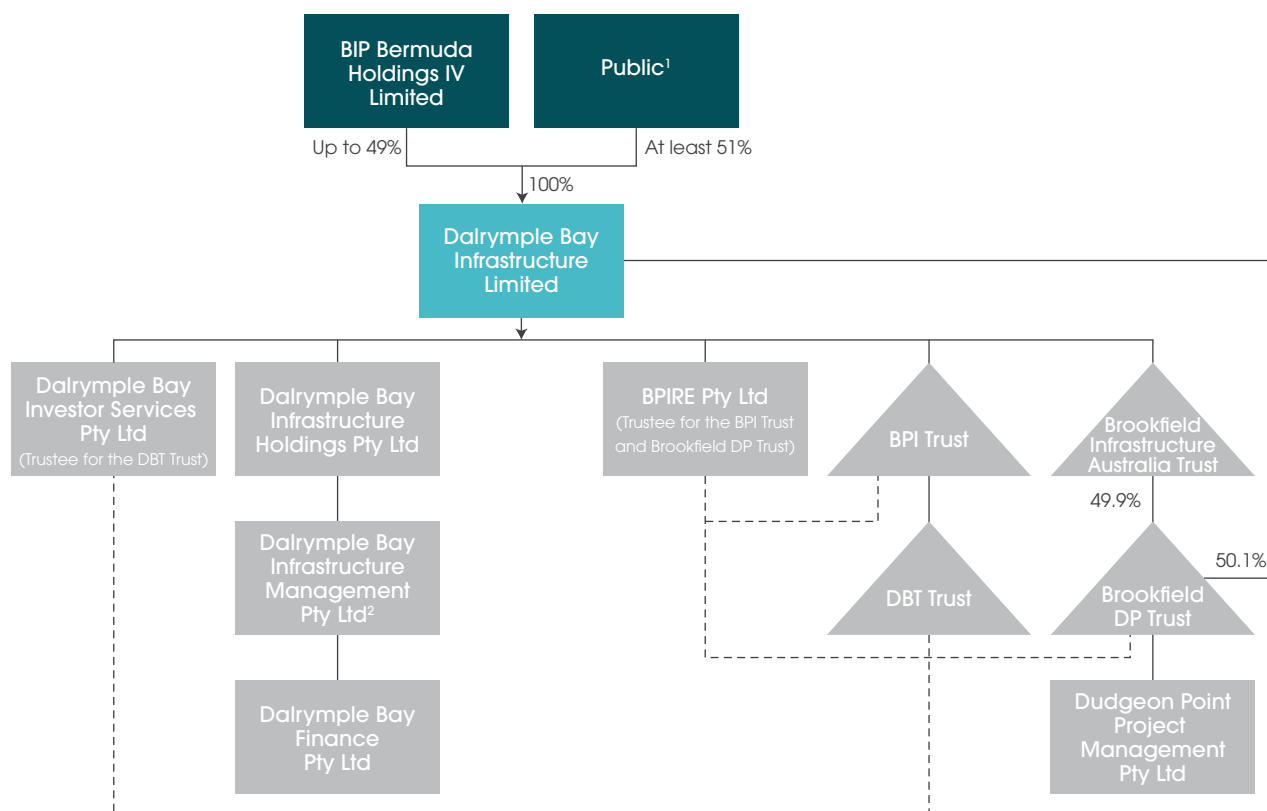 BIP Bermuda
Holdings IV
Limited
Public¹
Up to 49%
At least 51%
100%
Dalrymple Bay
Infrastructure
Limited
Dalrymple Bay
Investor Services
Pty Ltd
(Trustee for the DBT Trust)
Dalrymple Bay
Infrastructure
Holdings Pty Ltd
BPIRE Pty Ltd
(Trustee for the BPI Trust
and Brookfield DP Trust)
BPI Trust
Brookfield
Infrastructure
Australia Trust
49.9%
50.1%
Dalrymple Bay
Infrastructure
Management
Pty Ltd²
DBT Trust
Brookfield
DP Trust
Dalrymple Bay
Finance
Pty Ltd
Dudgeon Point
Project
Management
Pty Ltd